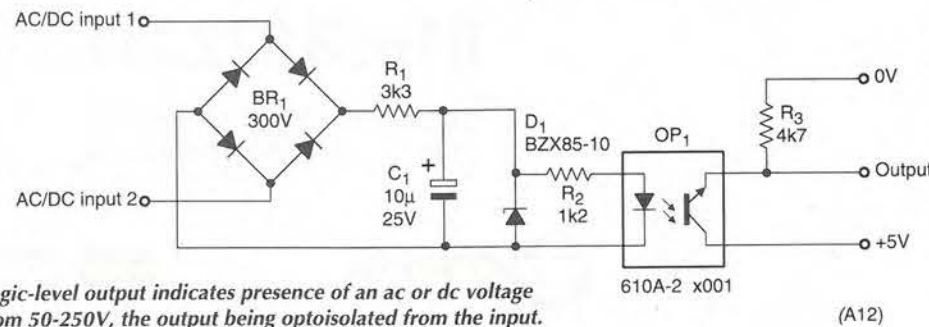 AC/DC input 1
BR1
300V
AC/DC input 2
R1
3k3
C1
10µ
25V
+
D1
BZX85-10
R2
1k2
OP1
610A-2 x001
R3
4k7
0V
Output
+5V
gic-level output indicates presence of an ac or dc voltage
om 50-250V, the output being optoisolated from the input.
(A12)